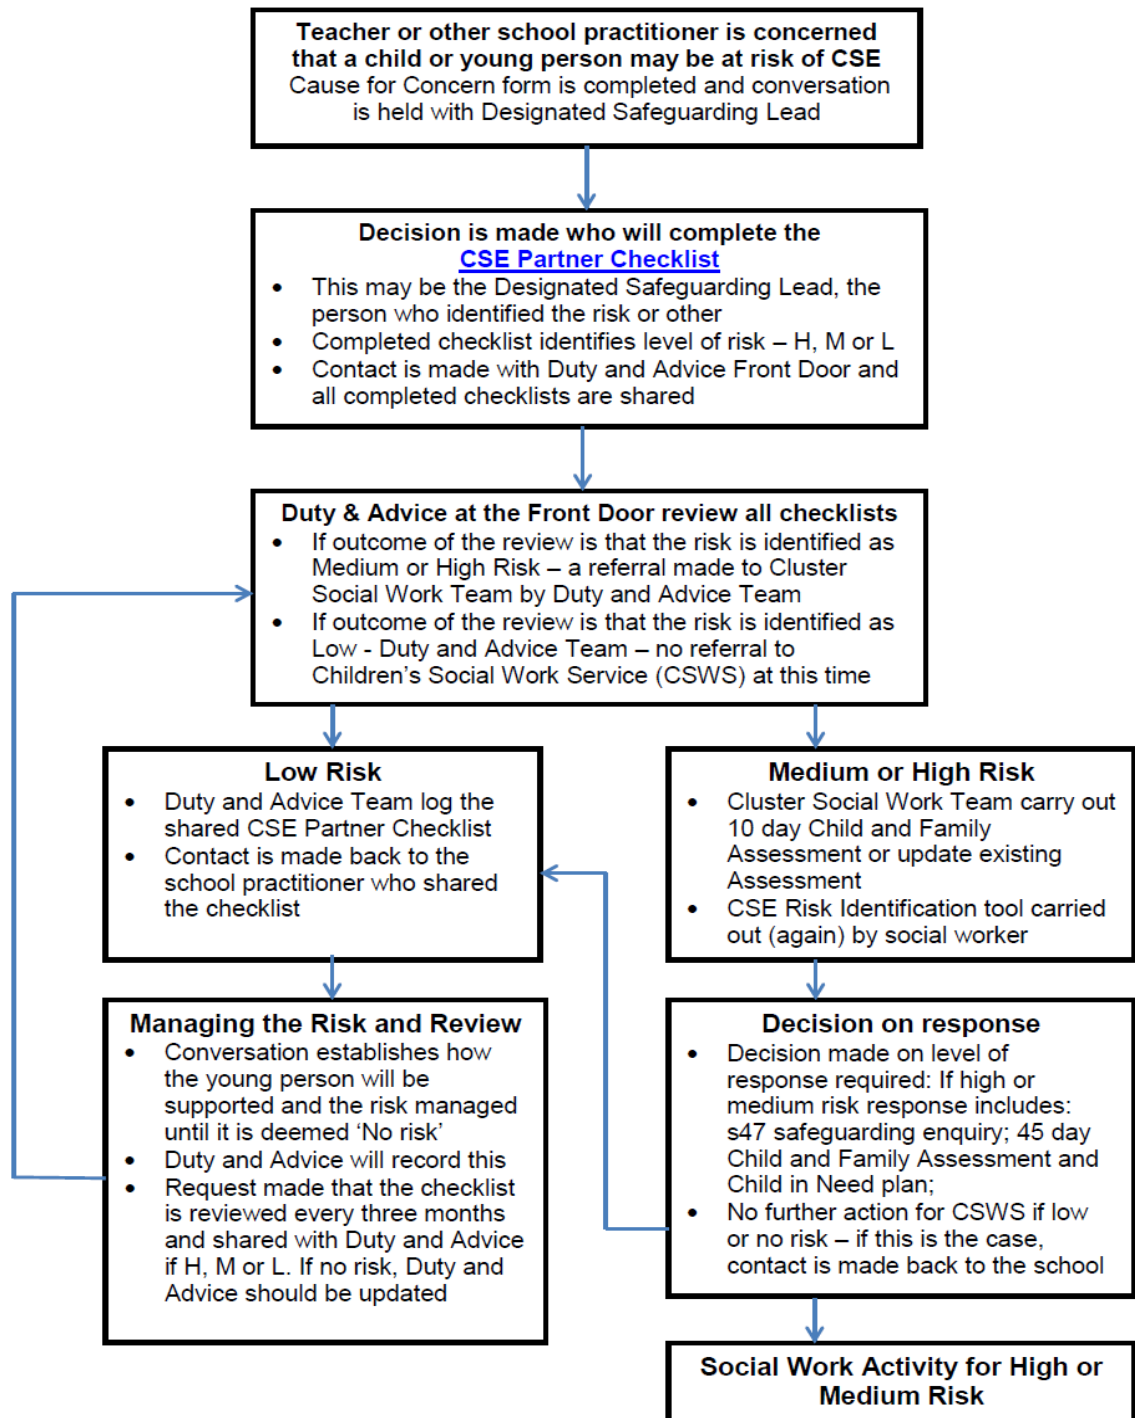 Teacher or other school practitioner is concerned
that a child or young person may be at risk of CSE
Cause for Concern form is completed and conversation
is held with Designated Safeguarding Lead
Decision is made who will complete the
CSE Partner Checklist
• This may be the Designated Safeguarding Lead, the
person who identified the risk or other
• Completed checklist identifies level of risk – H, M or L
• Contact is made with Duty and Advice Front Door and
all completed checklists are shared
Duty & Advice at the Front Door review all checklists
• If outcome of the review is that the risk is identified as
Medium or High Risk – a referral made to Cluster
Social Work Team by Duty and Advice Team
• If outcome of the review is that the risk is identified as
Low - Duty and Advice Team – no referral to
Children's Social Work Service (CSWS) at this time
Low Risk
• Duty and Advice Team log the
shared CSE Partner Checklist
• Contact is made back to the
school practitioner who shared
the checklist
Medium or High Risk
• Cluster Social Work Team carry out
10 day Child and Family
Assessment or update existing
Assessment
• CSE Risk Identification tool carried
out (again) by social worker
Managing the Risk and Review
• Conversation establishes how
the young person will be
supported and the risk managed
until it is deemed 'No risk'
• Duty and Advice will record this
• Request made that the checklist
is reviewed every three months
and shared with Duty and Advice
if H, M or L. If no risk, Duty and
Advice should be updated
Decision on response
• Decision made on level of
response required: If high or
medium risk response includes:
s47 safeguarding enquiry; 45 day
Child and Family Assessment and
Child in Need plan;
• No further action for CSWS if low
or no risk – if this is the case,
contact is made back to the school
Social Work Activity for High or
Medium Risk